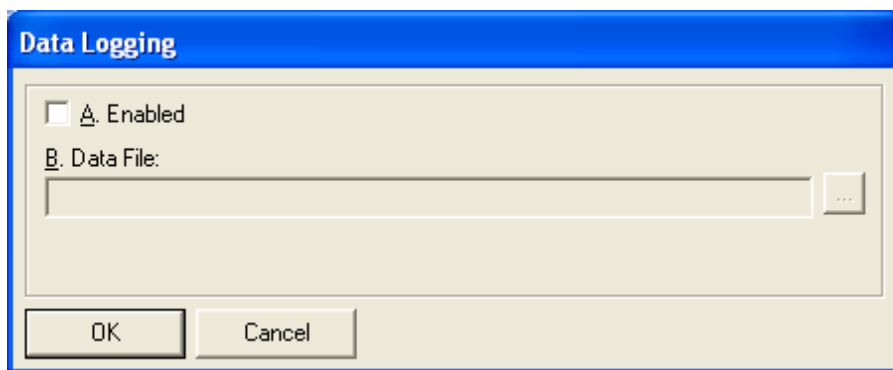 Data Logging
A. Enabled
B. Data File:
...
OK
Cancel